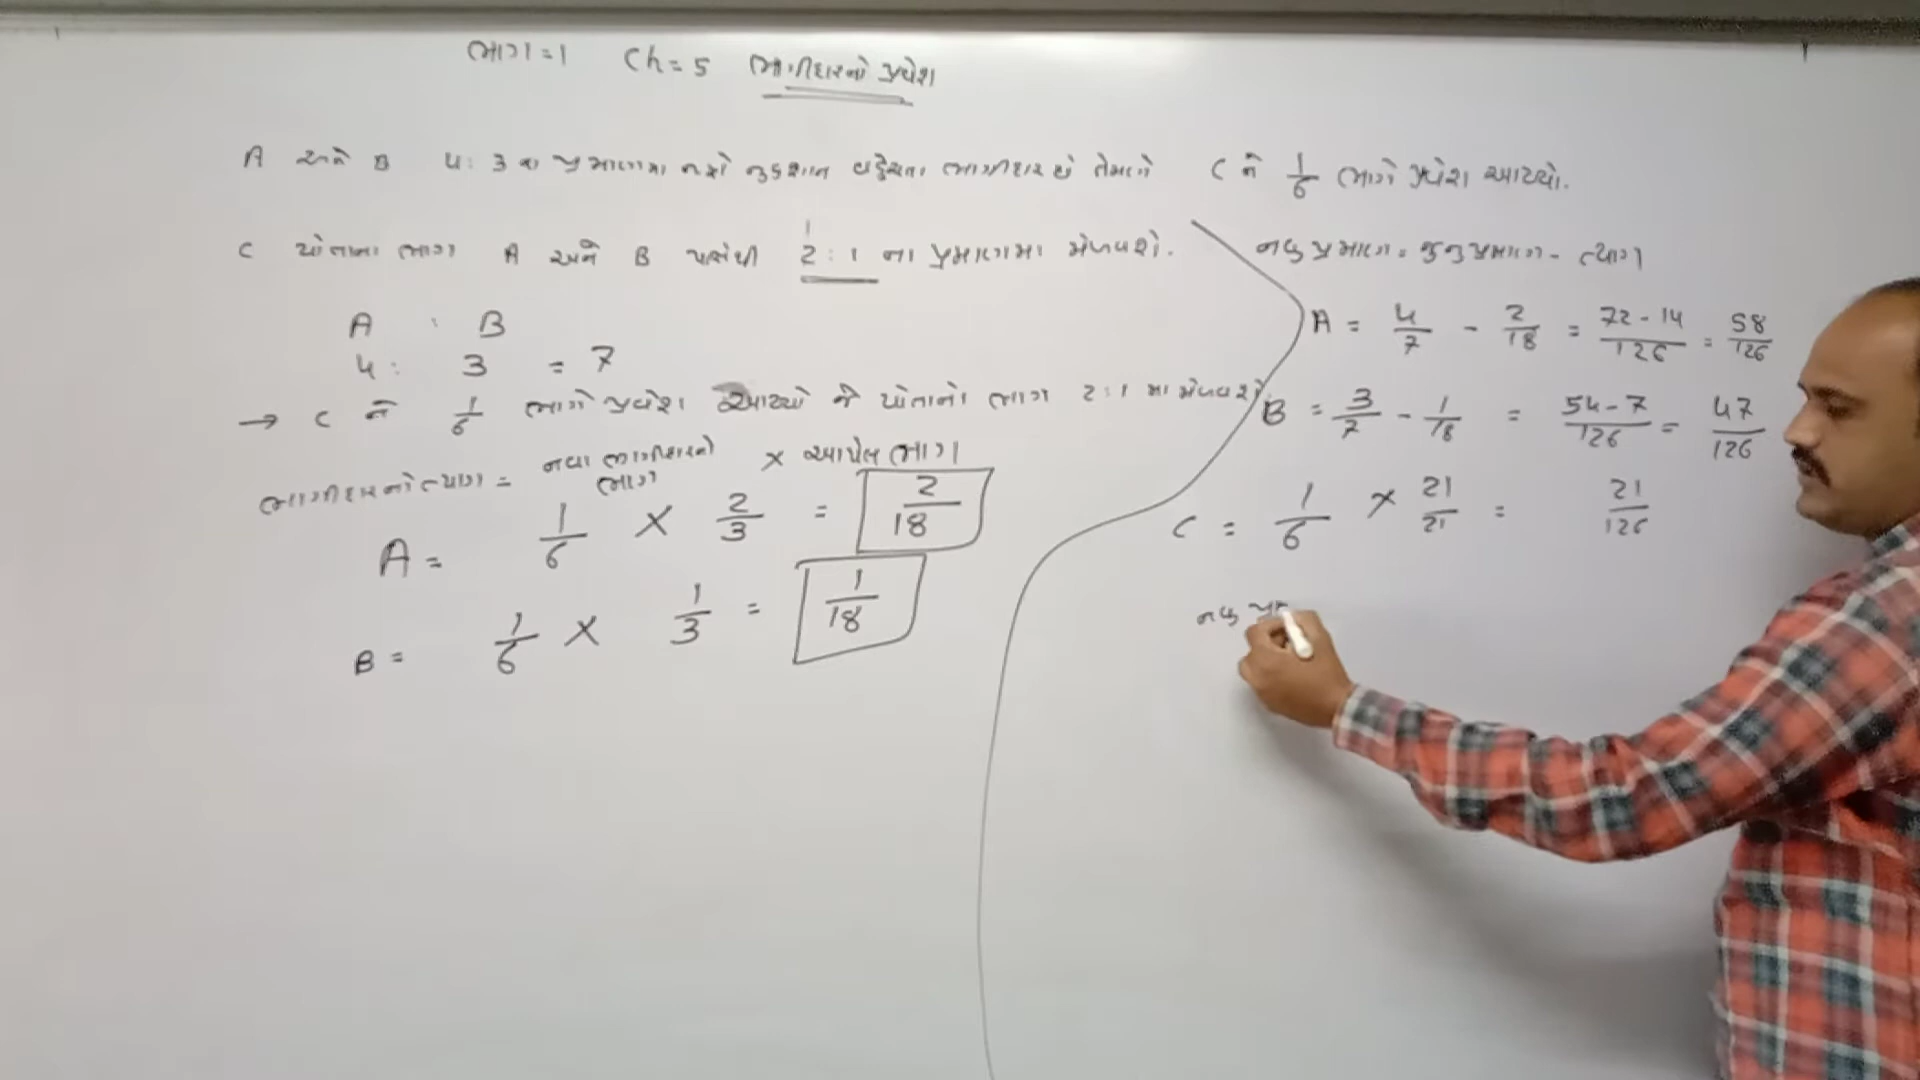 ભાગ = 1 Ch = 5 ભાગીદારનો પ્રવેશ
A અને B 4 : 3 ના પ્રમાણમા નફો નુકશાન વહેંચતા ભાગીદાર છે તેમણે C ને 1/6 ભાગે પ્રવેશ આપ્યો.
C પોતાના ભાગ A અને B પાસેથી 2 : 1 ના પ્રમાણમા મેળવશે.
A : B
4 : 3 = 7
→ C ને 1/6 ભાગે પ્રવેશ આપ્યો જે પોતાનો ભાગ 2 : 1 મા મેળવશે
ભાગીદારનો ત્યાગ = નવા ભાગીદારનો ભાગ × આપેલ ભાગ
A = 1/6 × 2/3 = 2/18
B = 1/6 × 1/3 = 1/18
નવુ પ્રમાણ = જુનુ પ્રમાણ - ત્યાગ
A = 4/7 - 2/18 = 72 - 14/126 = 58/126
B = 3/7 - 1/18 = 54 - 7/126 = 47/126
C = 1/6 × 21/21 = 21/126
નવુ પ્ર